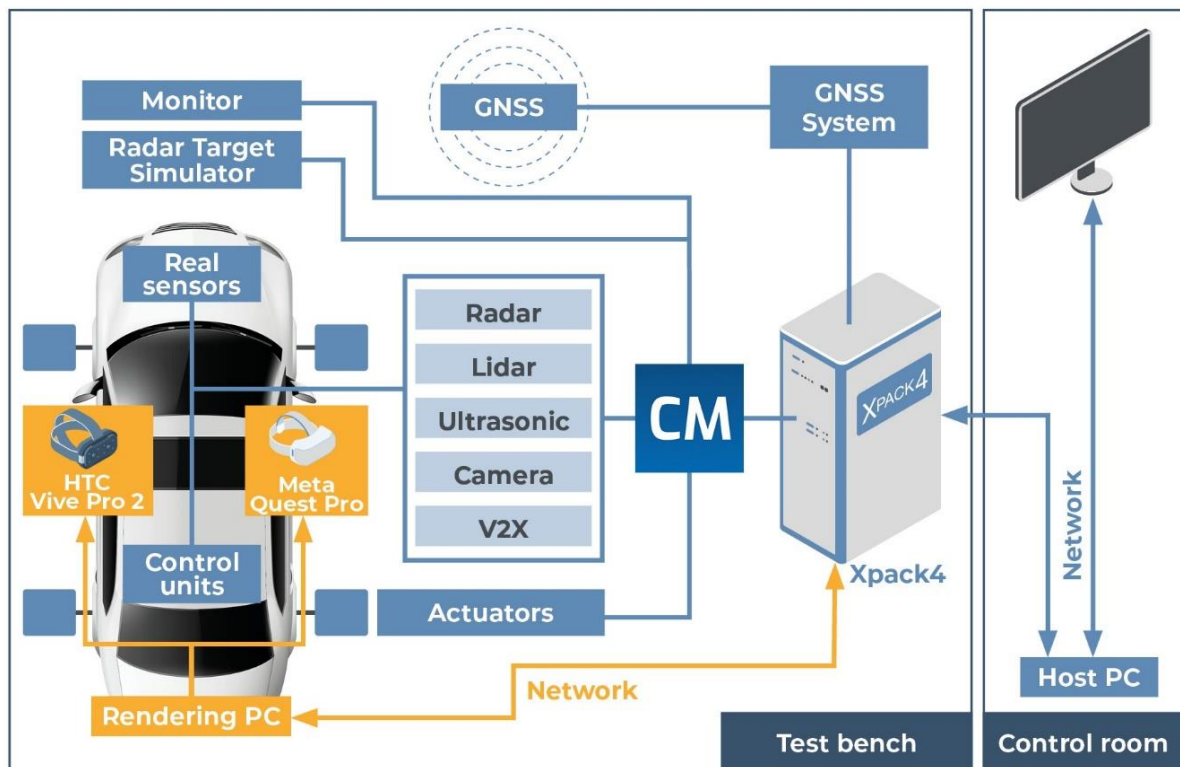 Monitor
Radar Target
Simulator
GNSS
GNSS
System
Real
sensors
Radar
Lidar
Ultrasonic
Camera
V2X
CM
XPACK4
HTC
Vive Pro 2
Meta
Quest Pro
Control
units
Actuators
Xpack4
Network
Rendering PC
Network
Host PC
Test bench
Control room